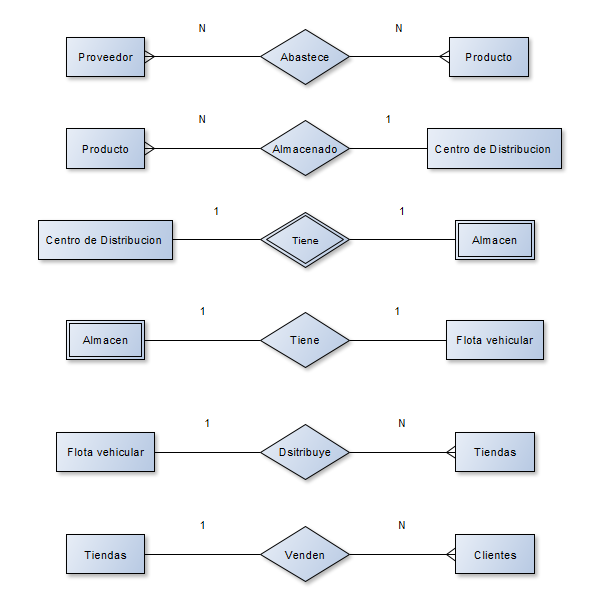 N N
Proveedor Abastece Producto
N 1
Producto Almacenado Centro de Distribucion
1 1
Centro de Distribucion Tiene Almacen
1 1
Almacen Tiene Flota vehicular
1 N
Flota vehicular Dsitribuye Tiendas
1 N
Tiendas Venden Clientes